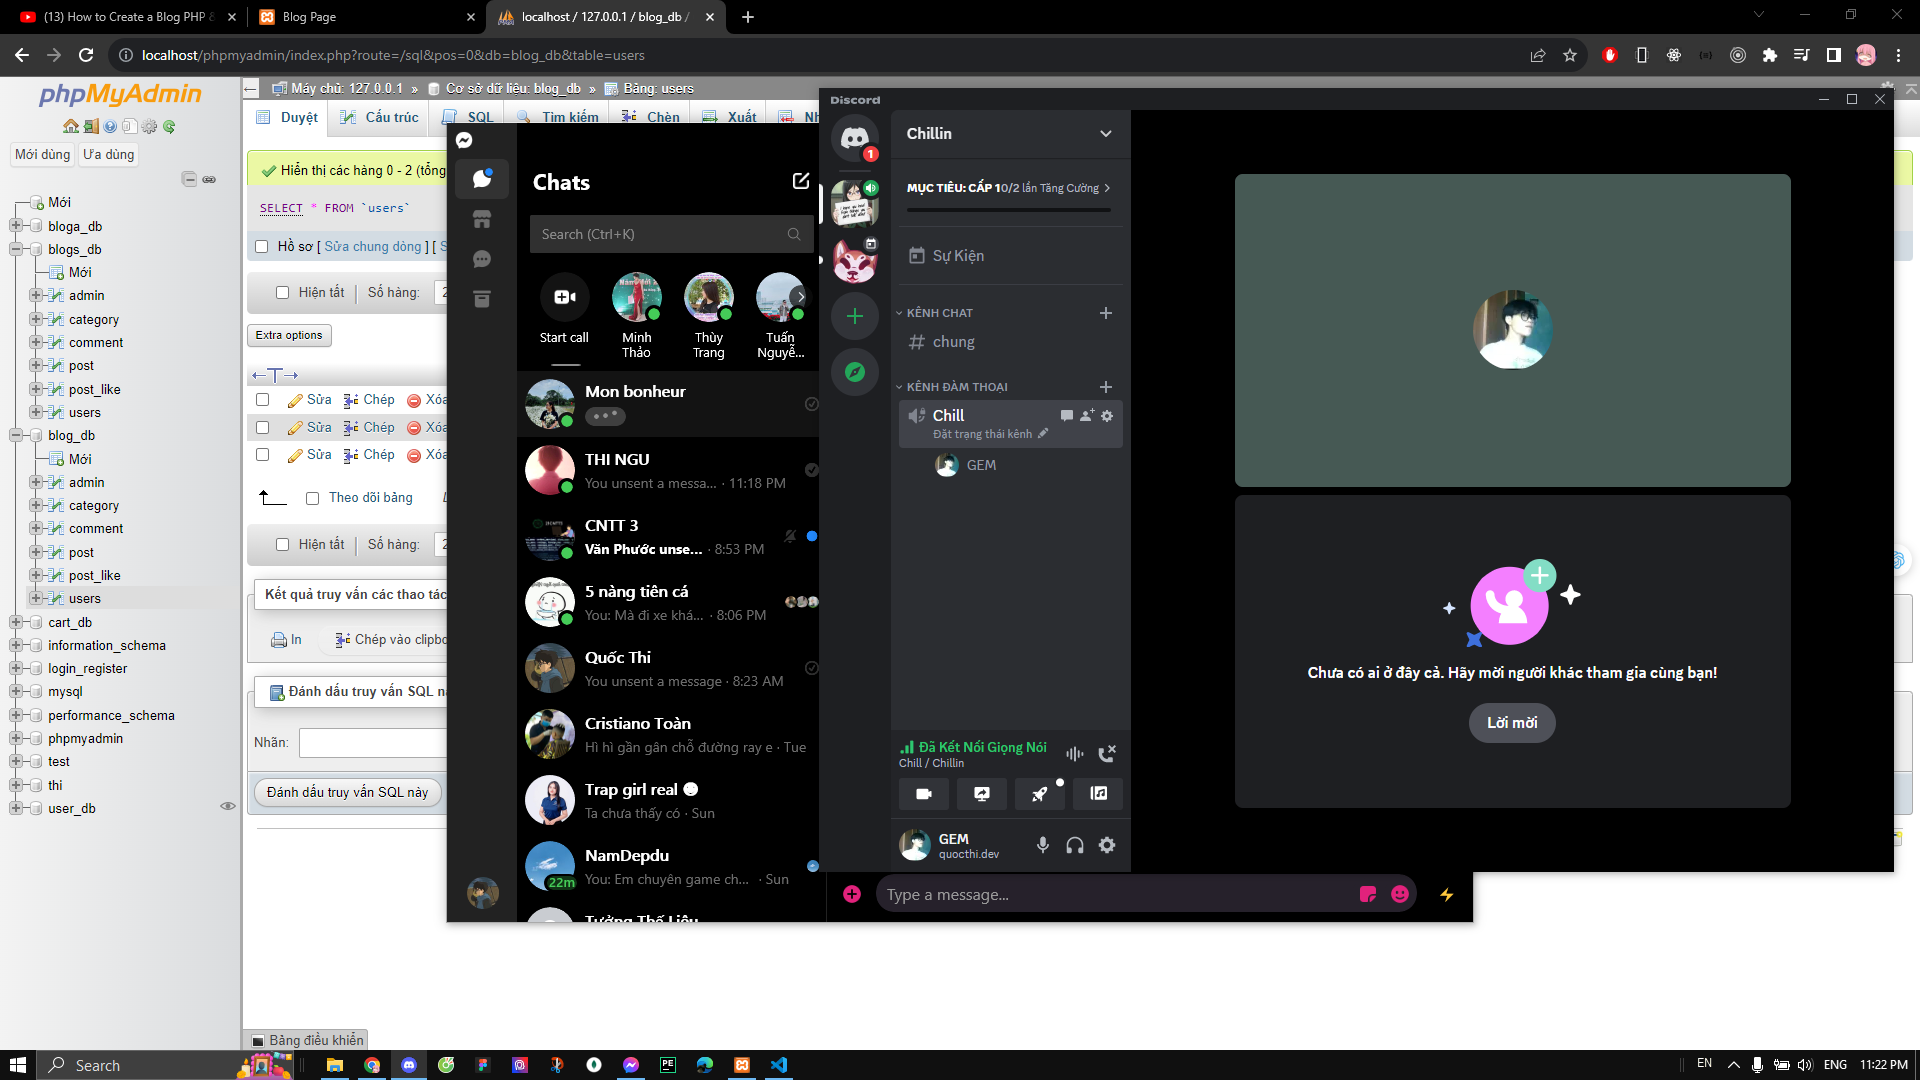 (13) How to Create a Blog PHP &
Blog Page
localhost / 127.0.0.1 / blog_db /
localhost/phpmyadmin/index.php?route=/sql&pos=0&db=blog_db&table=users
phpMyAdmin
Mới dùng
Ưa dùng
Mới
bloga_db
blogs_db
Mới
admin
category
comment
post
post_like
users
blog_db
Mới
admin
category
comment
post
post_like
users
cart_db
information_schema
login_register
mysql
performance_schema
phpmyadmin
test
thi
user_db
Máy chủ: 127.0.0.1 » Cơ sở dữ liệu: blog_db » Bảng: users
Duyệt
Cấu trúc
SQL
Tìm kiếm
Chèn
Xuất
Nh
Hiển thị các hàng 0 - 2 (tổng
SELECT * FROM `users`
Hồ sơ [ Sửa chung dòng ] [ S
Hiện tất
Số hàng:
2
Extra options
Sửa Chép Xóa
Sửa Chép Xóa
Sửa Chép Xóa
Theo dõi bảng
Hiện tất
Số hàng:
2
Kết quả truy vấn các thao tác
In
Chép vào clipbo
Đánh dấu truy vấn SQL nà
Nhãn:
Đánh dấu truy vấn SQL này
Bảng điều khiển
Chats
Search (Ctrl+K)
Start call
Minh Thảo
Thùy Trang
Tuấn Nguyễ...
Mon bonheur
THI NGU
You unsent a messa... · 11:18 PM
CNTT 3
Văn Phước unse... · 8:53 PM
5 nàng tiên cá
You: Mà đi xe khá... · 8:06 PM
Quốc Thi
You unsent a message · 8:23 AM
Cristiano Toàn
Hì hì gần gân chỗ đường ray e · Tue
Trap girl real
Ta chưa thấy có · Sun
NamDepdu
You: Em chuyên game ch... · Sun
22m
Tưởng Thế Liêu
Type a message...
Discord
1
Chillin
MỤC TIÊU: CẤP 1 0/2 lần Tăng Cường
Sự Kiện
KÊNH CHAT
chung
KÊNH ĐÀM THOẠI
Chill
Đặt trạng thái kênh
GEM
Đã Kết Nối Giọng Nói
Chill / Chillin
GEM
quocthi.dev
Chưa có ai ở đây cả. Hãy mời người khác tham gia cùng bạn!
Lời mời
Search
EN
ENG
11:22 PM